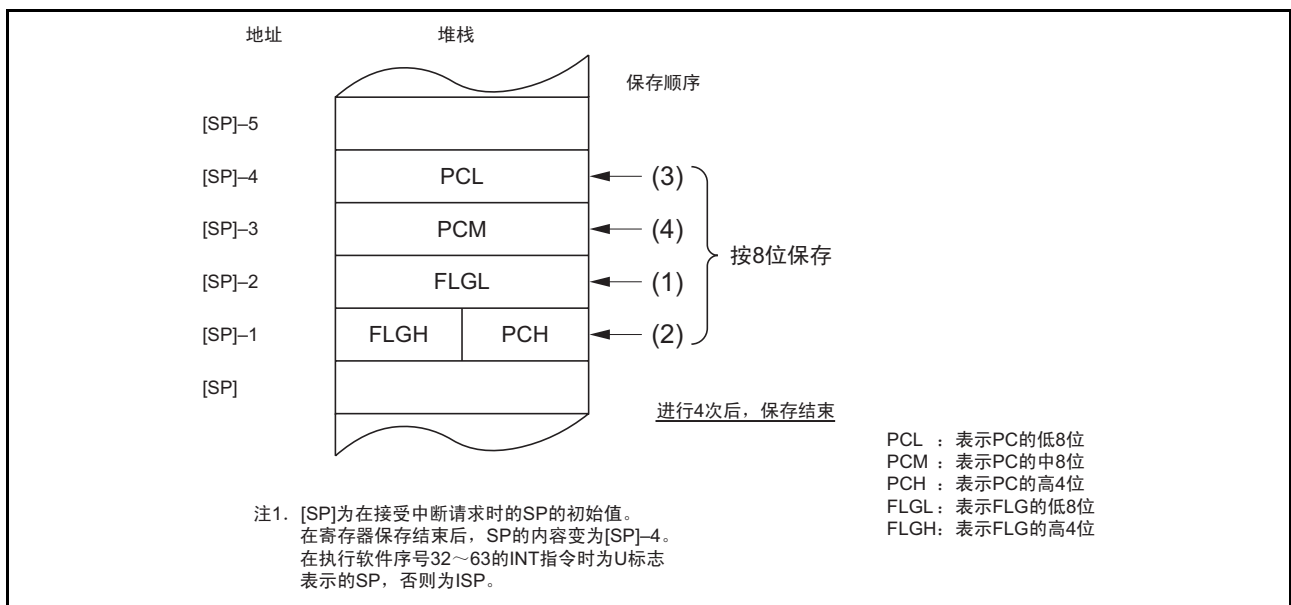 地址 堆栈
保存顺序
[SP]–5
[SP]–4 PCL (3)
[SP]–3 PCM (4)
按8位保存
[SP]–2 FLGL (1)
[SP]–1 FLGH PCH (2)
[SP]
进行4次后，保存结束
PCL ：表示PC的低8位
PCM ：表示PC的中8位
PCH ：表示PC的高4位
FLGL：表示FLG的低8位
FLGH：表示FLG的高4位
注1. [SP]为在接受中断请求时的SP的初始值。
在寄存器保存结束后，SP的内容变为[SP]–4。
在执行软件序号32～63的INT指令时为U标志
表示的SP，否则为ISP。